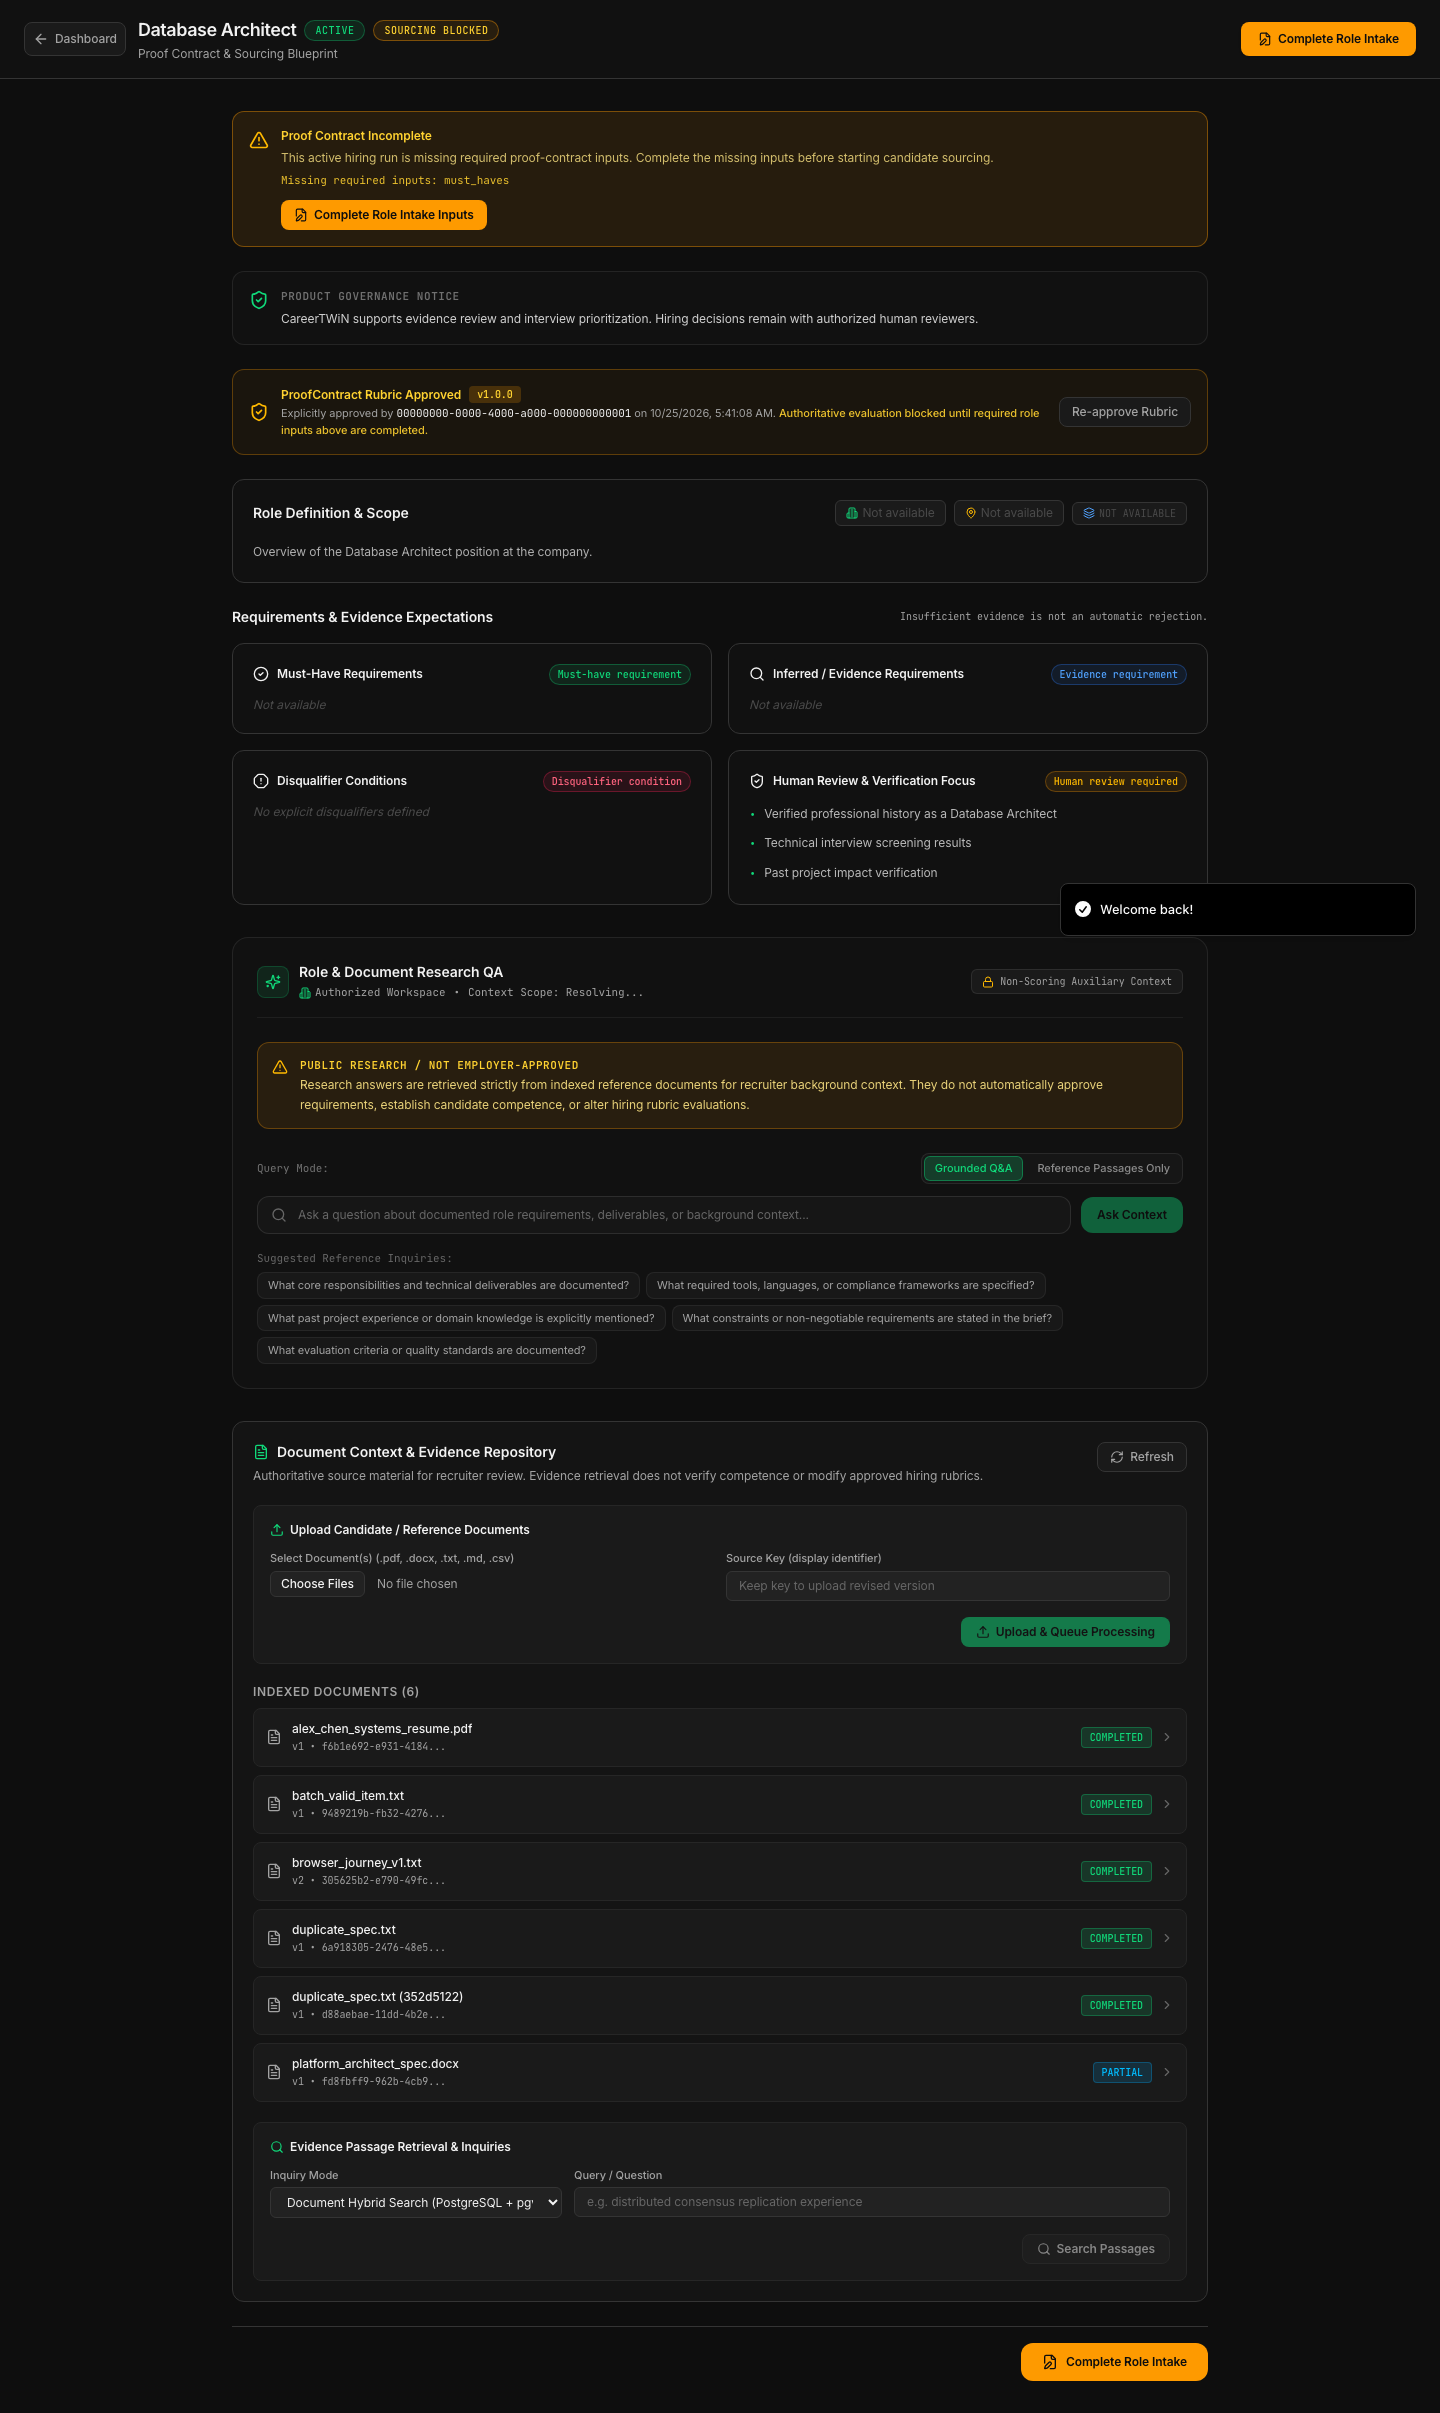 Dashboard
Database Architect
ACTIVE
SOURCING BLOCKED
Proof Contract & Sourcing Blueprint
Complete Role Intake
Proof Contract Incomplete
This active hiring run is missing required proof-contract inputs. Complete the missing inputs before starting candidate sourcing.
Missing required inputs: must_haves
Complete Role Intake Inputs
PRODUCT GOVERNANCE NOTICE
CareerTWiN supports evidence review and interview prioritization. Hiring decisions remain with authorized human reviewers.
ProofContract Rubric Approved
v1.0.0
Explicitly approved by 00000000-0000-4000-a000-000000000001 on 10/25/2026, 5:41:08 AM. Authoritative evaluation blocked until required role
inputs above are completed.
Re-approve Rubric
Role Definition & Scope
Not available
Not available
NOT AVAILABLE
Overview of the Database Architect position at the company.
Requirements & Evidence Expectations
Insufficient evidence is not an automatic rejection.
Must-Have Requirements
Must-have requirement
Not available
Inferred / Evidence Requirements
Evidence requirement
Not available
Disqualifier Conditions
Disqualifier condition
No explicit disqualifiers defined
Human Review & Verification Focus
Human review required
• Verified professional history as a Database Architect
• Technical interview screening results
• Past project impact verification
Welcome back!
Role & Document Research QA
Authorized Workspace • Context Scope: Resolving...
Non-Scoring Auxiliary Context
PUBLIC RESEARCH / NOT EMPLOYER-APPROVED
Research answers are retrieved strictly from indexed reference documents for recruiter background context. They do not automatically approve
requirements, establish candidate competence, or alter hiring rubric evaluations.
Query Mode:
Grounded Q&A
Reference Passages Only
Ask a question about documented role requirements, deliverables, or background context...
Ask Context
Suggested Reference Inquiries:
What core responsibilities and technical deliverables are documented?
What required tools, languages, or compliance frameworks are specified?
What past project experience or domain knowledge is explicitly mentioned?
What constraints or non-negotiable requirements are stated in the brief?
What evaluation criteria or quality standards are documented?
Document Context & Evidence Repository
Authoritative source material for recruiter review. Evidence retrieval does not verify competence or modify approved hiring rubrics.
Refresh
Upload Candidate / Reference Documents
Select Document(s) (.pdf, .docx, .txt, .md, .csv)
Choose Files
No file chosen
Source Key (display identifier)
Keep key to upload revised version
Upload & Queue Processing
INDEXED DOCUMENTS (6)
alex_chen_systems_resume.pdf
v1 • f6b1e692-e931-4184...
COMPLETED
batch_valid_item.txt
v1 • 9489219b-fb32-4276...
COMPLETED
browser_journey_v1.txt
v2 • 305625b2-e790-49fc...
COMPLETED
duplicate_spec.txt
v1 • 6a918305-2476-48e5...
COMPLETED
duplicate_spec.txt (352d5122)
v1 • d88aebae-11dd-4b2e...
COMPLETED
platform_architect_spec.docx
v1 • fd8fbff9-962b-4cb9...
PARTIAL
Evidence Passage Retrieval & Inquiries
Inquiry Mode
Document Hybrid Search (PostgreSQL + pg
Query / Question
e.g. distributed consensus replication experience
Search Passages
Complete Role Intake